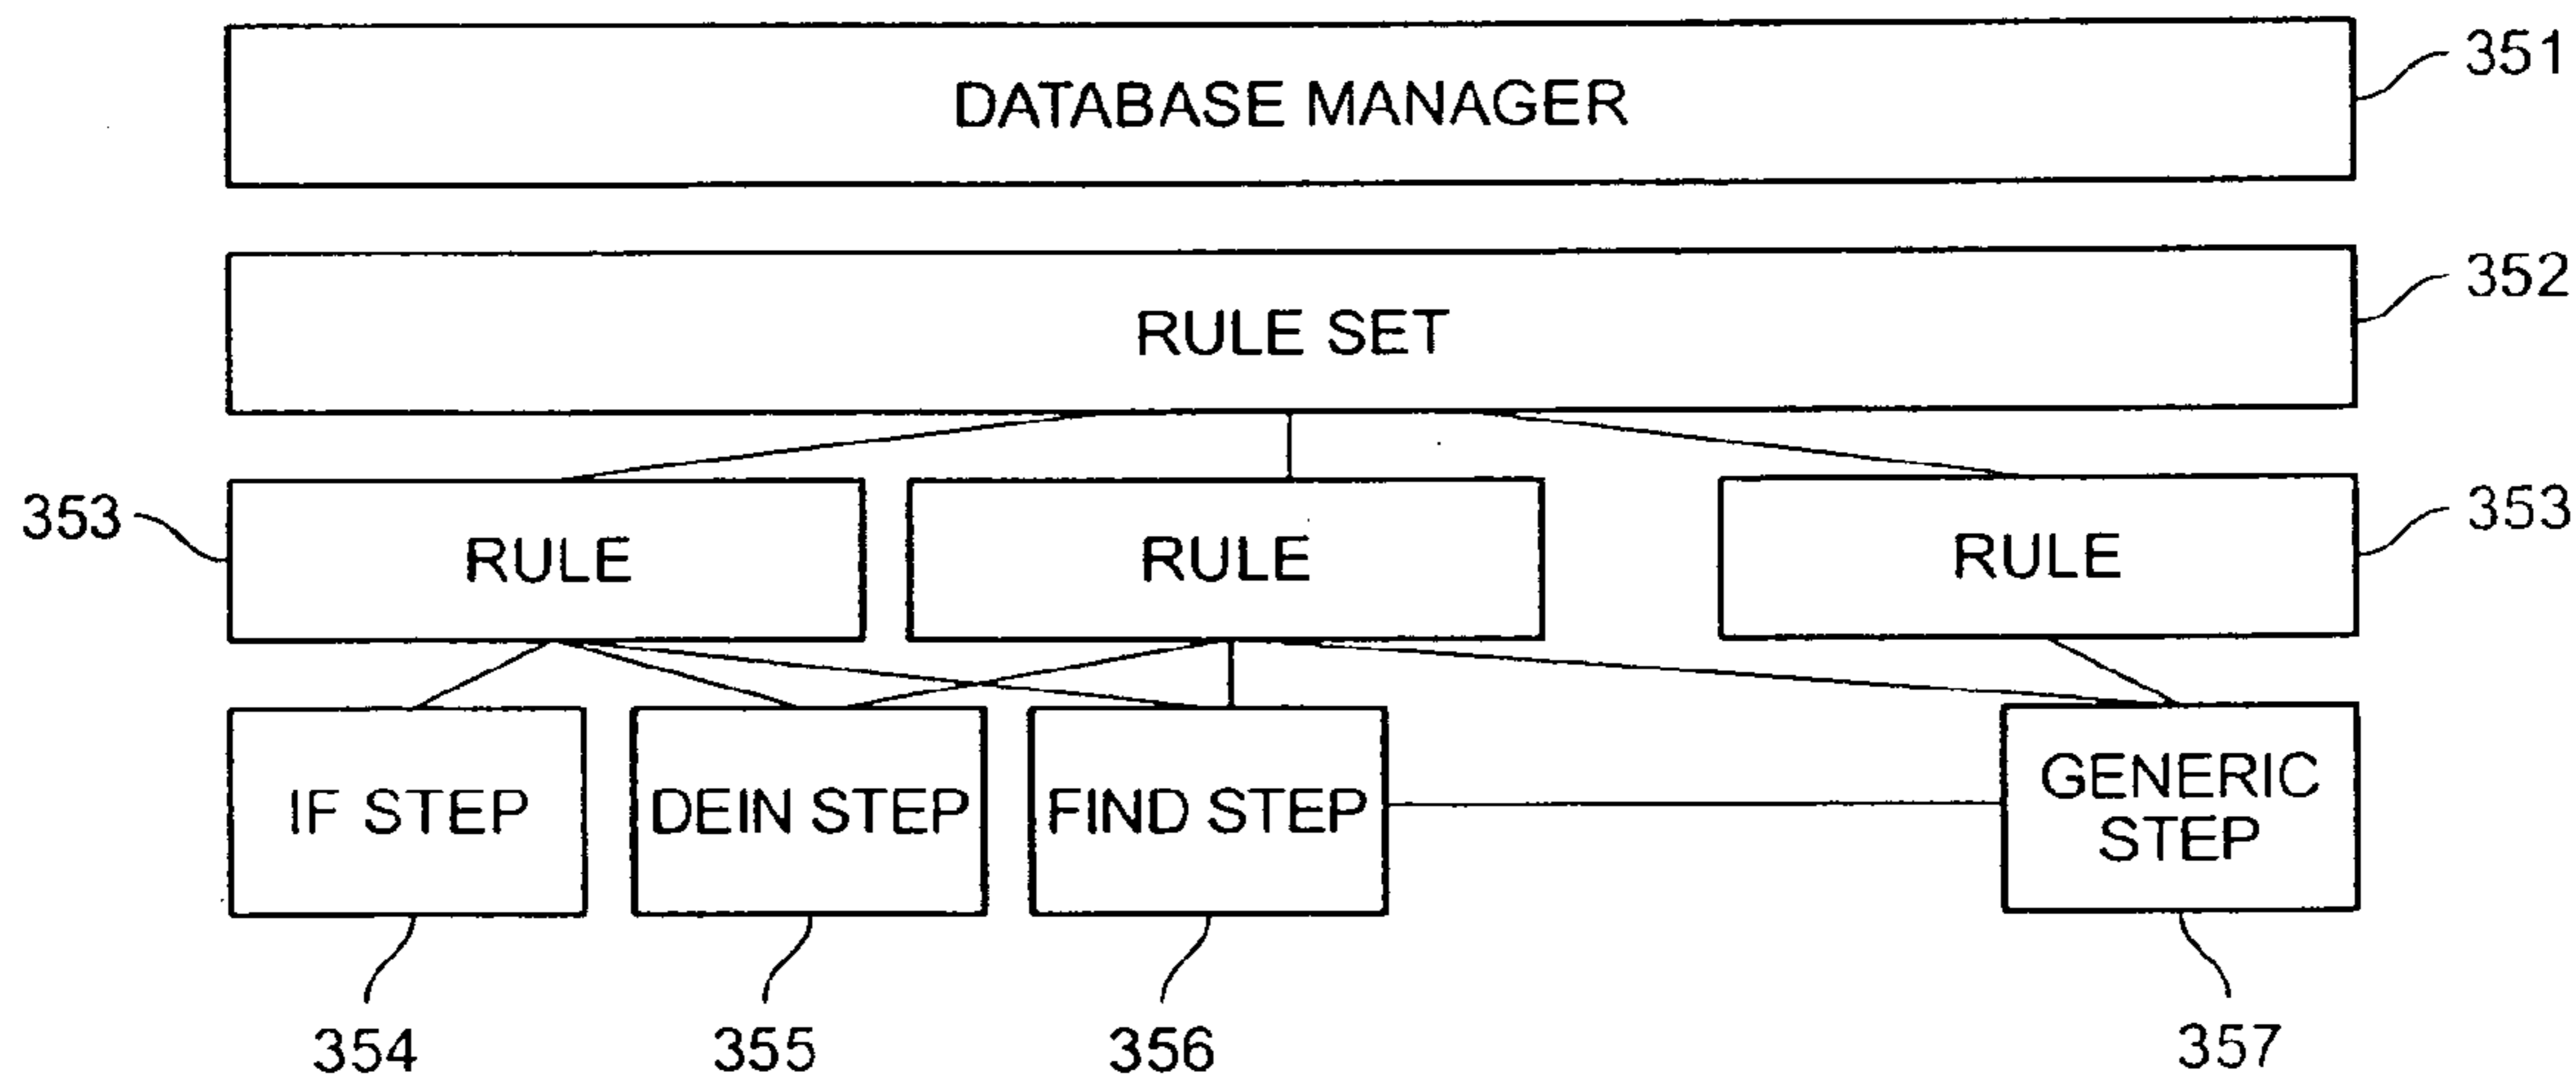 DATABASE MANAGER
351
RULE SET
352
353
RULE
RULE
RULE
353
IF STEP
DEIN STEP
FIND STEP
GENERIC
STEP
354
355
356
357